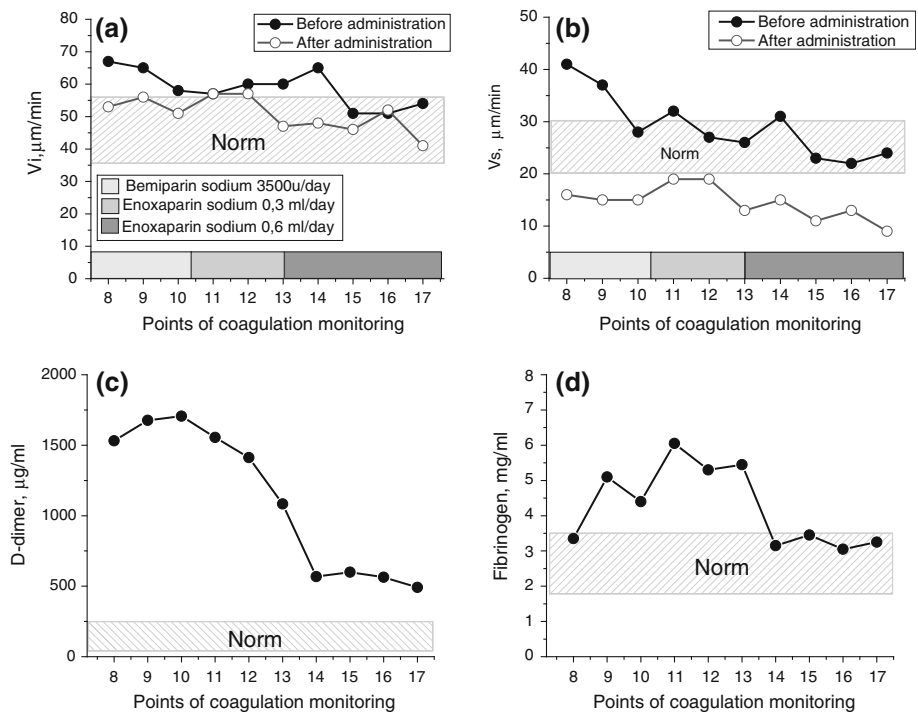 (a)
Before administration
After administration
Vi,μm/min
80
70
60
50
40
30
20
10
0
Norm
Bemiparin sodium 3500u/day
Enoxaparin sodium 0,3 ml/day
Enoxaparin sodium 0,6 ml/day
8 9 10 11 12 13 14 15 16 17
Points of coagulation monitoring
(b)
Before administration
After administration
Vs, μm/min
50
40
30
20
10
0
Norm
8 9 10 11 12 13 14 15 16 17
Points of coagulation monitoring
(c)
D-dimer, μg/ml
2000
1500
1000
500
0
Norm
8 9 10 11 12 13 14 15 16 17
Points of coagulation monitoring
(d)
Fibrinogen, mg/ml
8
7
6
5
4
3
2
1
0
Norm
8 9 10 11 12 13 14 15 16 17
Points of coagulation monitoring